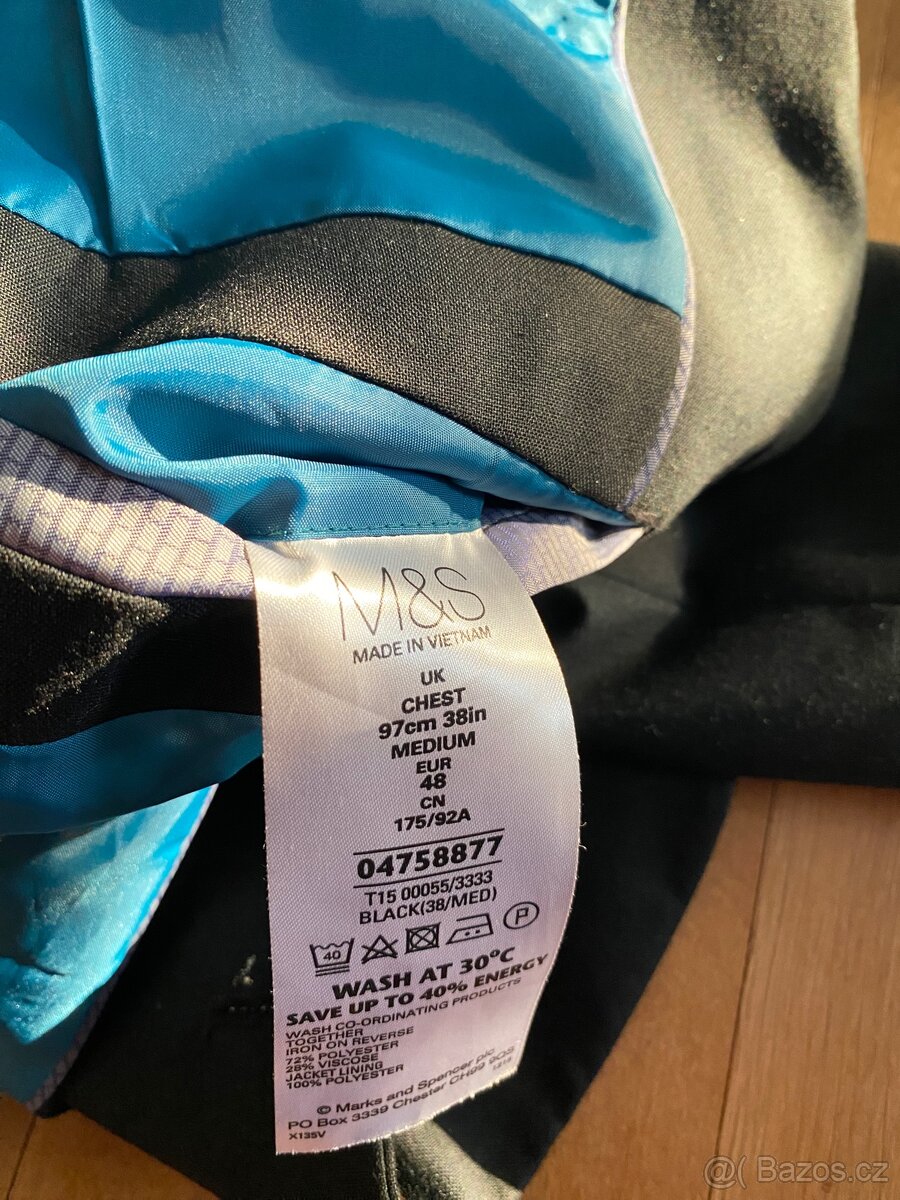 M&S
MADE IN VIETNAM
UK
CHEST
97cm 38in
MEDIUM
EUR
48
CN
175/92A
04758877
T15 00055/3333
BLACK(38/MED)
40
P
WASH AT 30°C
SAVE UP TO 40% ENERGY
WASH CO-ORDINATING PRODUCTS
TOGETHER
IRON ON REVERSE
72% POLYESTER
28% VISCOSE
JACKET LINING
100% POLYESTER
© Marks and Spencer plc
PO Box 3339 Chester CH99 9QS
X135V
@( Bazos.cz